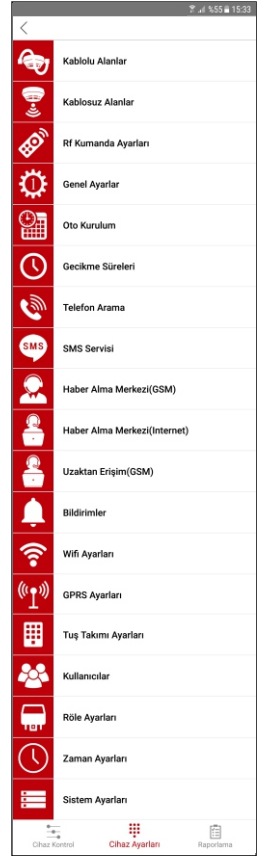 %55 15:33
Kablolu Alanlar
Kablosuz Alanlar
Rf Kumanda Ayarları
1
Genel Ayarlar
Oto Kurulum
Gecikme Süreleri
Telefon Arama
SMS
SMS Servisi
Haber Alma Merkezi(GSM)
Haber Alma Merkezi(Internet)
Uzaktan Erişim(GSM)
Bildirimler
Wifi Ayarları
GPRS Ayarları
Tuş Takımı Ayarları
Kullanıcılar
Röle Ayarları
Zaman Ayarları
Sistem Ayarları
Cihaz Kontrol Cihaz Ayarları Raporlama